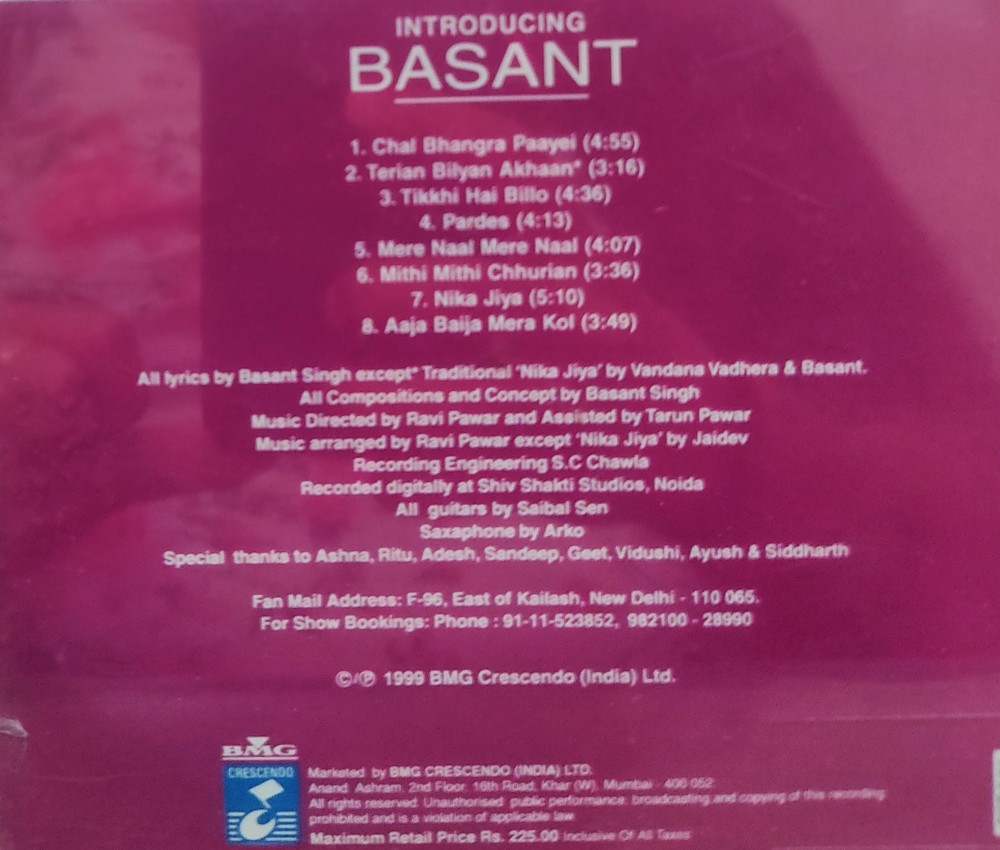 INTRODUCING
BASANT
1. Chal Bhangra Paayei (4:55)
2. Terian Bilyan Akhaan* (3:16)
3. Tikkhi Hai Billo (4:36)
4. Pardes (4:13)
5. Mere Naal Mere Naal (4:07)
6. Mithi Mithi Chhurian (3:36)
7. Nika Jiya (5:10)
8. Aaja Baija Mera Kol (3:49)
All lyrics by Basant Singh except* Traditional 'Nika Jiya' by Vandana Vadhera & Basant.
All Compositions and Concept by Basant Singh
Music Directed by Ravi Pawar and Assisted by Tarun Pawar
Music arranged by Ravi Pawar except 'Nika Jiya' by Jaidev
Recording Engineering S.C Chawla
Recorded digitally at Shiv Shakti Studios, Noida
All guitars by Saibal Sen
Saxaphone by Arko
Special thanks to Ashna, Ritu, Adesh, Sandeep, Geet, Vidushi, Ayush & Siddharth
Fan Mail Address: F-96, East of Kailash, New Delhi - 110 065.
For Show Bookings: Phone : 91-11-523852, 982100 - 28990
©/℗ 1999 BMG Crescendo (India) Ltd.
BMG
CRESCENDO
Marketed by BMG CRESCENDO (INDIA) LTD.
Anand Ashram, 2nd Floor, 16th Road, Khar (W), Mumbai - 400 052
All rights reserved. Unauthorised public performance, broadcasting and copying of this recording
prohibited and is a violation of applicable law.
Maximum Retail Price Rs. 225.00 Inclusive Of All Taxes